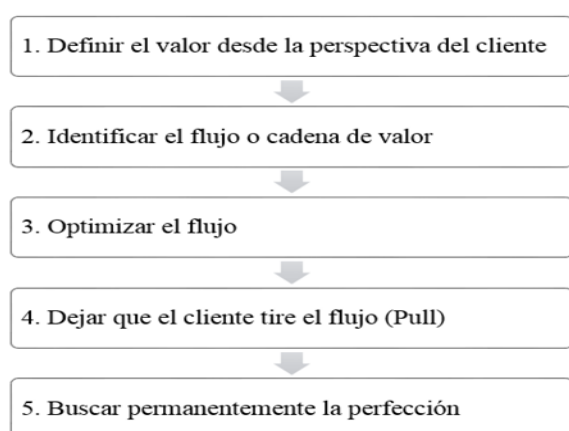 1. Definir el valor desde la perspectiva del cliente
2. Identificar el flujo o cadena de valor
3. Optimizar el flujo
4. Dejar que el cliente tire el flujo (Pull)
5. Buscar permanentemente la perfección